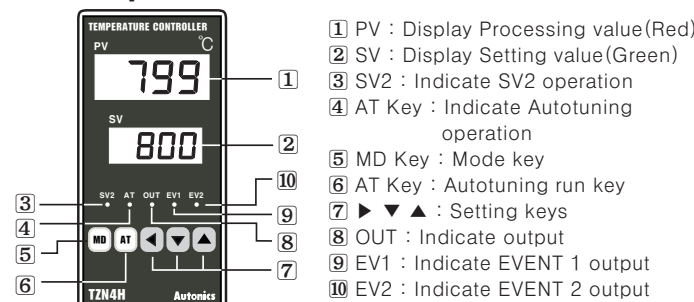 TEMPERATURE CONTROLLER
PV
℃
799
1
SV
800
2
SV2 AT OUT EV1 EV2
10
3
9
4
8
MD AT
5
7
6
TZN4H
Autonics
1 PV : Display Processing value(Red)
2 SV : Display Setting value(Green)
3 SV2 : Indicate SV2 operation
4 AT Key : Indicate Autotuning
operation
5 MD Key : Mode key
6 AT Key : Autotuning run key
7 ▶ ▼ ▲ : Setting keys
8 OUT : Indicate output
9 EV1 : Indicate EVENT 1 output
10 EV2 : Indicate EVENT 2 output